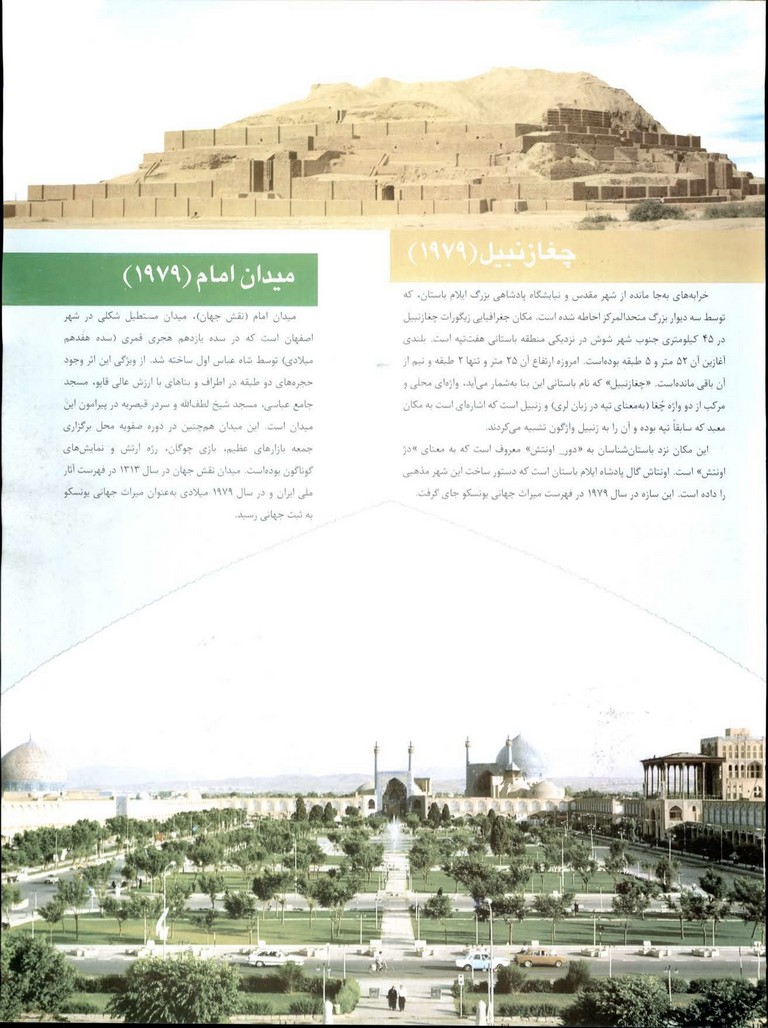 چغازنبیل(۱۹۷۹)
خرابه‌های به‌جا مانده از شهر مقدس و نیایشگاه پادشاهی بزرگ ایلام باستان، که
توسط سه دیوار بزرگ متحدالمرکز احاطه شده است. مکان جغرافیایی زیگورات چغازنبیل
در ۴۵ کیلومتری جنوب شهر شوش در نزدیکی منطقه باستانی هفت‌تپه است. بلندی
آغازین آن ۵۲ متر و ۵ طبقه بوده‌است. امروزه ارتفاع آن ۲۵ متر و تنها ۲ طبقه و نیم از
آن باقی مانده‌است. «چغازنبیل» که نام باستانی این بنا به‌شمار می‌آید، واژه‌ای محلی و
مرکب از دو واژه چُغا (به‌معنای تپه در زبان لری) و زنبیل است که اشاره‌ای است به مکان
معبد که سابقاً تپه بوده و آن را به زنبیل واژگون تشبیه می‌کردند.
این مکان نزد باستان‌شناسان به «دور_ اونتش» معروف است که به معنای «دژ
اونتش» است. اونتاش گال پادشاه ایلام باستان است که دستور ساخت این شهر مذهبی
را داده است. این سازه در سال ۱۹۷۹ در فهرست میراث جهانی یونسکو جای گرفت.
میدان امام (۱۹۷۹)
میدان امام (نقش جهان)، میدان مستطیل شکلی در شهر
اصفهان است که در سده یازدهم هجری قمری (سده هفدهم
میلادی) توسط شاه عباس اول ساخته شد. از ویژگی این اثر وجود
حجره‌های دو طبقه در اطراف و بناهای با ارزش عالی قاپو، مسجد
جامع عباسی، مسجد شیخ لطف‌الله و سردر قیصریه در پیرامون این
میدان است. این میدان هم‌چنین در دوره صفویه محل برگزاری
جمعه بازارهای عظیم، بازی چوگان، رژه ارتش و نمایش‌های
گوناگون بوده‌است. میدان نقش جهان در سال ۱۳۱۳ در فهرست آثار
ملی ایران و در سال ۱۹۷۹ میلادی به‌عنوان میراث جهانی یونسکو
به ثبت جهانی رسید.